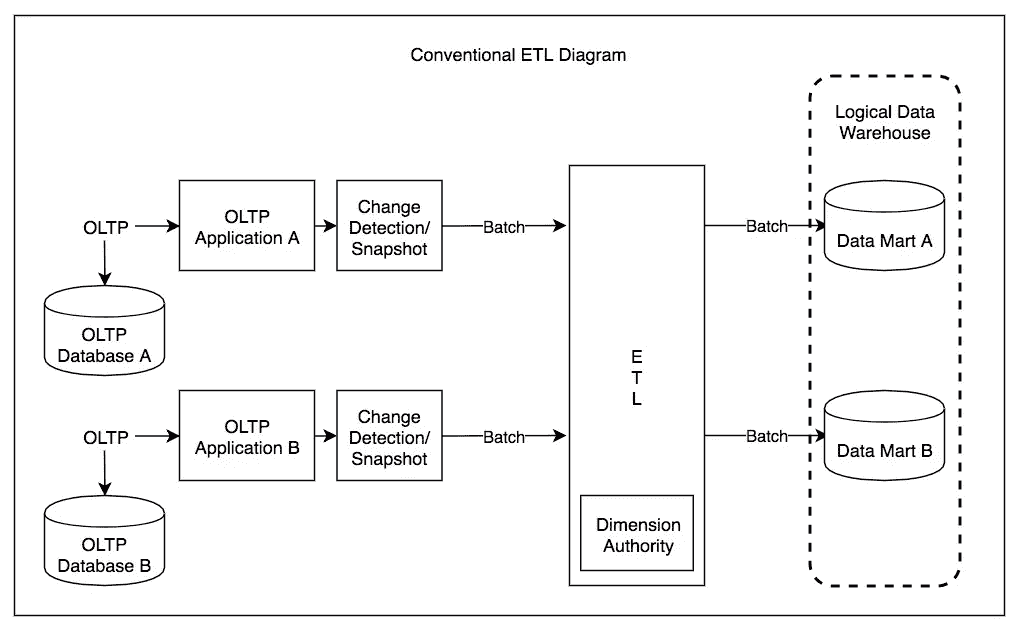 Conventional ETL Diagram
Logical Data
Warehouse
OLTP
OLTP
Application A
Change
Detection/
Snapshot
Batch
Batch
Data Mart A
OLTP
Database A
E
T
L
OLTP
OLTP
Application B
Change
Detection/
Snapshot
Batch
Batch
Data Mart B
OLTP
Database B
Dimension
Authority